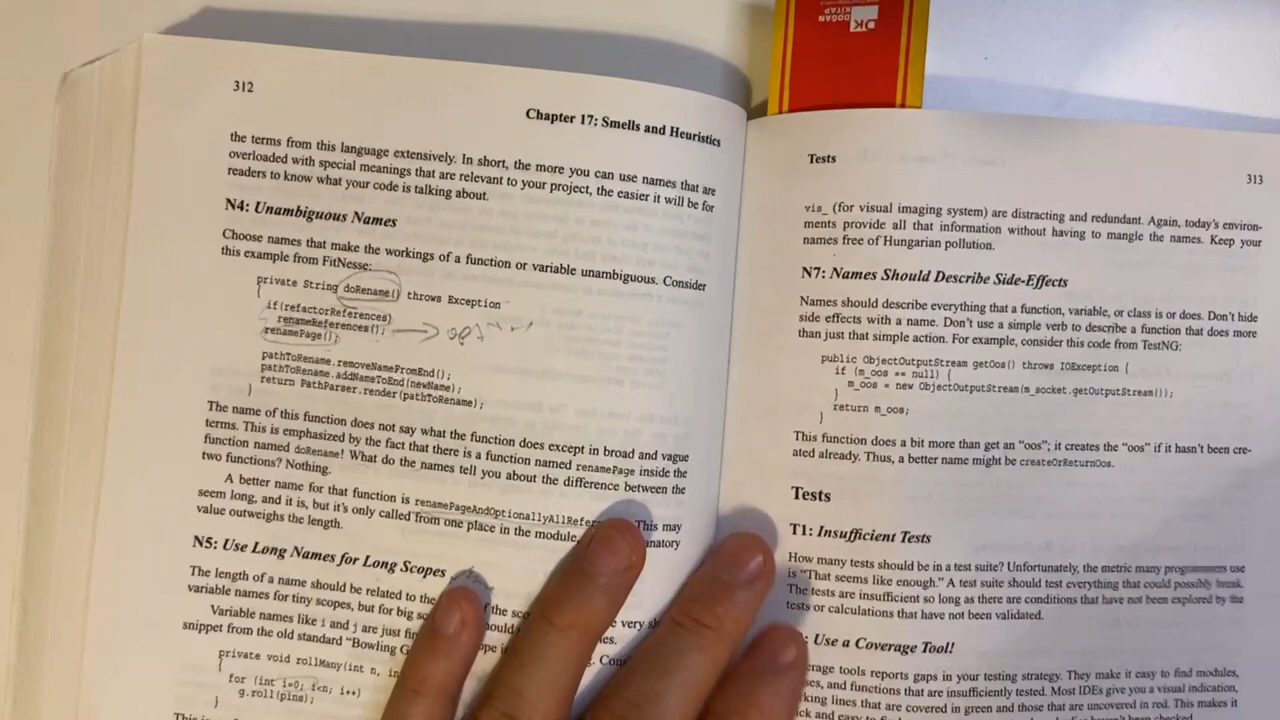 312
Chapter 17: Smells and Heuristics
the terms from this language extensively. In short, the more you can use names that are
overloaded with special meanings that are relevant to your project, the easier it will be for
readers to know what your code is talking about.
N4: Unambiguous Names
Choose names that make the workings of a function or variable unambiguous. Consider
this example from FitNesse:
private String doRename() throws Exception
{
if(refactorReferences)
renameReferences();
renamePage();
pathToRename.removeNameFromEnd();
pathToRename.addNameToEnd(newName);
return PathParser.render(pathToRename);
}
The name of this function does not say what the function does except in broad and vague
terms. This is emphasized by the fact that there is a function named renamePage inside the
function named doRename! What do the names tell you about the difference between the
two functions? Nothing.
A better name for that function is renamePageAndOptionallyAllRefer This may
seem long, and it is, but it's only called from one place in the module, anatory
value outweighs the length.
N5: Use Long Names for Long Scopes
The length of a name should be related to the of the
variable names for tiny scopes, but for big very
Variable names like i and j are just
snippet from the old standard "Bowling
private void rollMany(int n,
{
for (int i=0; i<n; i++)
g.roll(pins);
}
DK
DOĞAN
KİTAP
Tests
313
vis_ (for visual imaging system) are distracting and redundant. Again, today's environ-
ments provide all that information without having to mangle the names. Keep your
names free of Hungarian pollution.
N7: Names Should Describe Side-Effects
Names should describe everything that a function, variable, or class is or does. Don't hide
side effects with a name. Don't use a simple verb to describe a function that does more
than just that simple action. For example, consider this code from TestNG:
public ObjectOutputStream getOos() throws IOException {
if (m_oos == null) {
m_oos = new ObjectOutputStream(m_socket.getOutputStream());
}
return m_oos;
}
This function does a bit more than get an "oos"; it creates the "oos" if it hasn't been cre-
ated already. Thus, a better name might be createOrReturnOos.
Tests
T1: Insufficient Tests
How many tests should be in a test suite? Unfortunately, the metric many programmers use
is "That seems like enough." A test suite should test everything that could possibly break.
The tests are insufficient so long as there are conditions that have not been explored by the
tests or calculations that have not been validated.
: Use a Coverage Tool!
rage tools reports gaps in your testing strategy. They make it easy to find modules,
ses, and functions that are insufficiently tested. Most IDEs give you a visual indication,
rking lines that are covered in green and those that are uncovered in red. This makes it